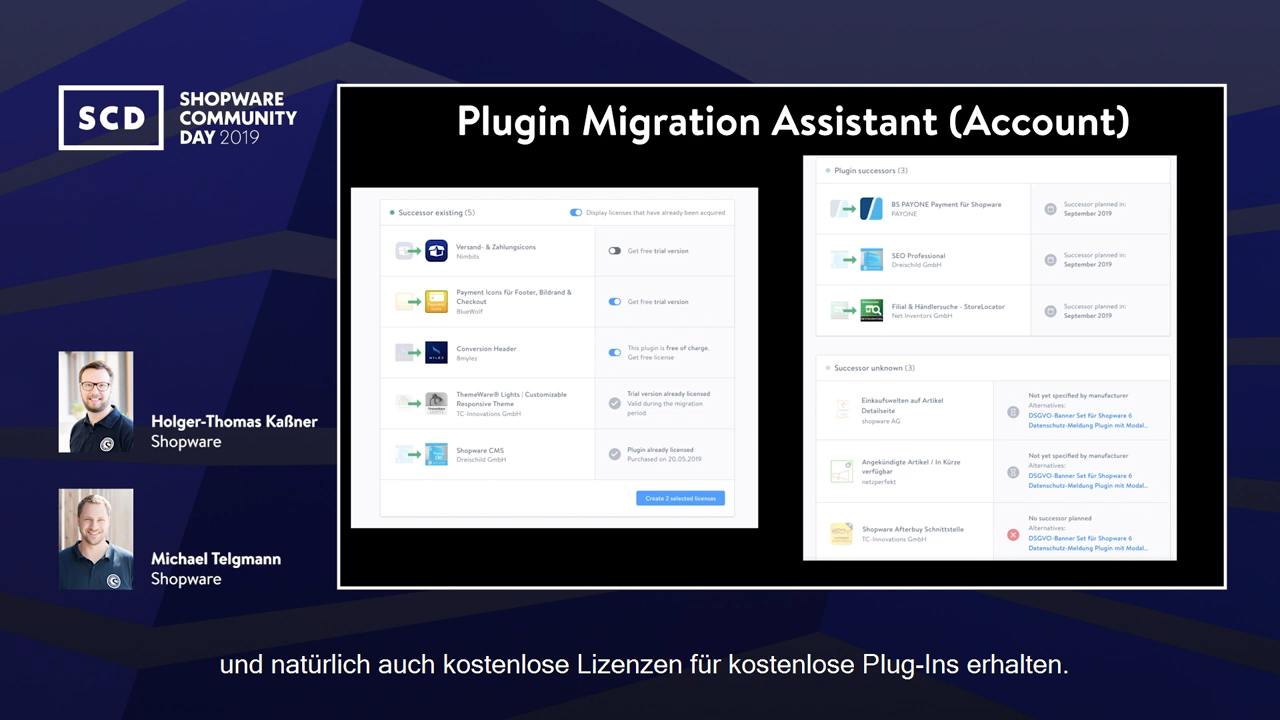 SCD
SHOPWARE
COMMUNITY
DAY 2019
Holger-Thomas Kaßner
Shopware
Michael Telgmann
Shopware
Plugin Migration Assistant (Account)
Successor existing (5)
Display licenses that have already been acquired
Versand- & Zahlungsicons
Nimbits
Get free trial version
Payment Icons für Footer, Bildrand &
Checkout
BlueWolf
Get free trial version
Conversion Header
8mylez
This plugin is free of charge.
Get free license
ThemeWare® Lights | Customizable
Responsive Theme
TC-Innovations GmbH
Trial version already licensed
Valid during the migration
period
Shopware CMS
Dreischild GmbH
Plugin already licensed
Purchased on 20.05.2019
Create 2 selected licenses
Plugin successors (3)
BS PAYONE Payment für Shopware
PAYONE
Successor planned in:
September 2019
SEO Professional
Dreischild GmbH
Successor planned in:
September 2019
Filial & Händlersuche - StoreLocator
Net Inventors GmbH
Successor planned in:
September 2019
Successor unknown (3)
Einkaufswelten auf Artikel
Detailseite
shopware AG
Not yet specified by manufacturer
Alternatives:
DSGVO-Banner Set für Shopware 6
Datenschutz-Meldung Plugin mit Modal...
Angekündigte Artikel / In Kürze
verfügbar
netzperfekt
Not yet specified by manufacturer
Alternatives:
DSGVO-Banner Set für Shopware 6
Datenschutz-Meldung Plugin mit Modal...
Shopware Afterbuy Schnittstelle
TC-Innovations GmbH
No successor planned
Alternatives:
DSGVO-Banner Set für Shopware 6
Datenschutz-Meldung Plugin mit Modal...
und natürlich auch kostenlose Lizenzen für kostenlose Plug-Ins erhalten.